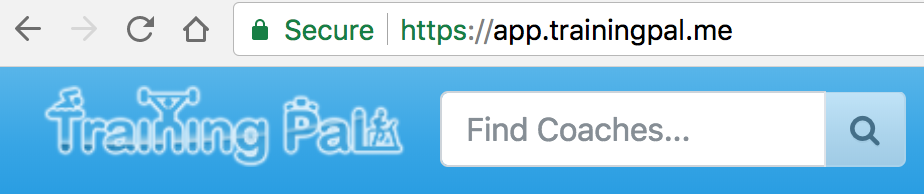 Secure https://app.trainingpal.me
Training Pal Find Coaches...